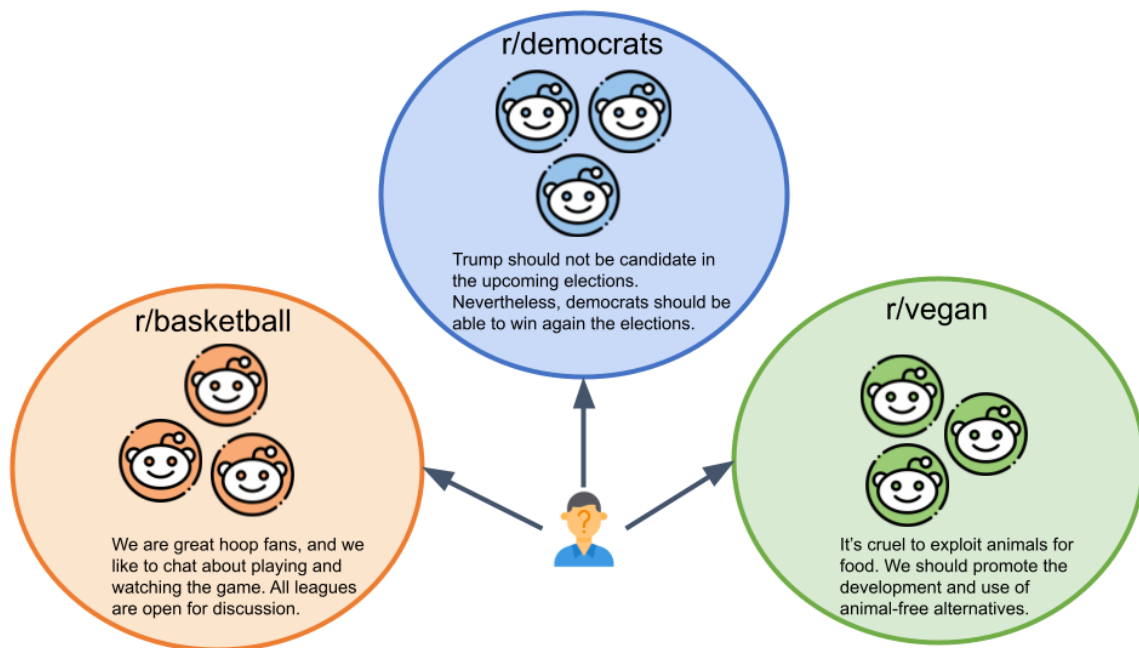 r/democrats
Trump should not be candidate in
the upcoming elections.
Nevertheless, democrats should be
able to win again the elections.
r/basketball
We are great hoop fans, and we
like to chat about playing and
watching the game. All leagues
are open for discussion.
?
r/vegan
It's cruel to exploit animals for
food. We should promote the
development and use of
animal-free alternatives.